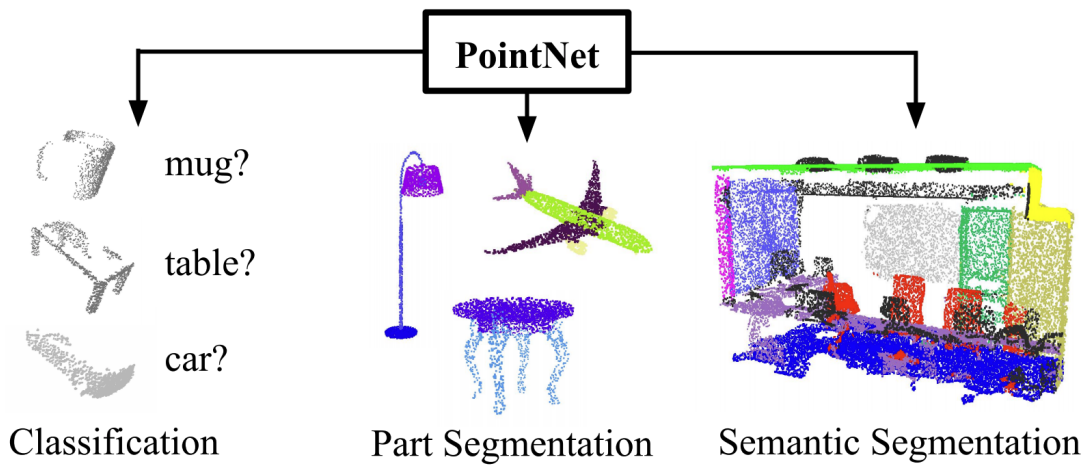 PointNet
mug?
table?
car?
Classification
Part Segmentation
Semantic Segmentation